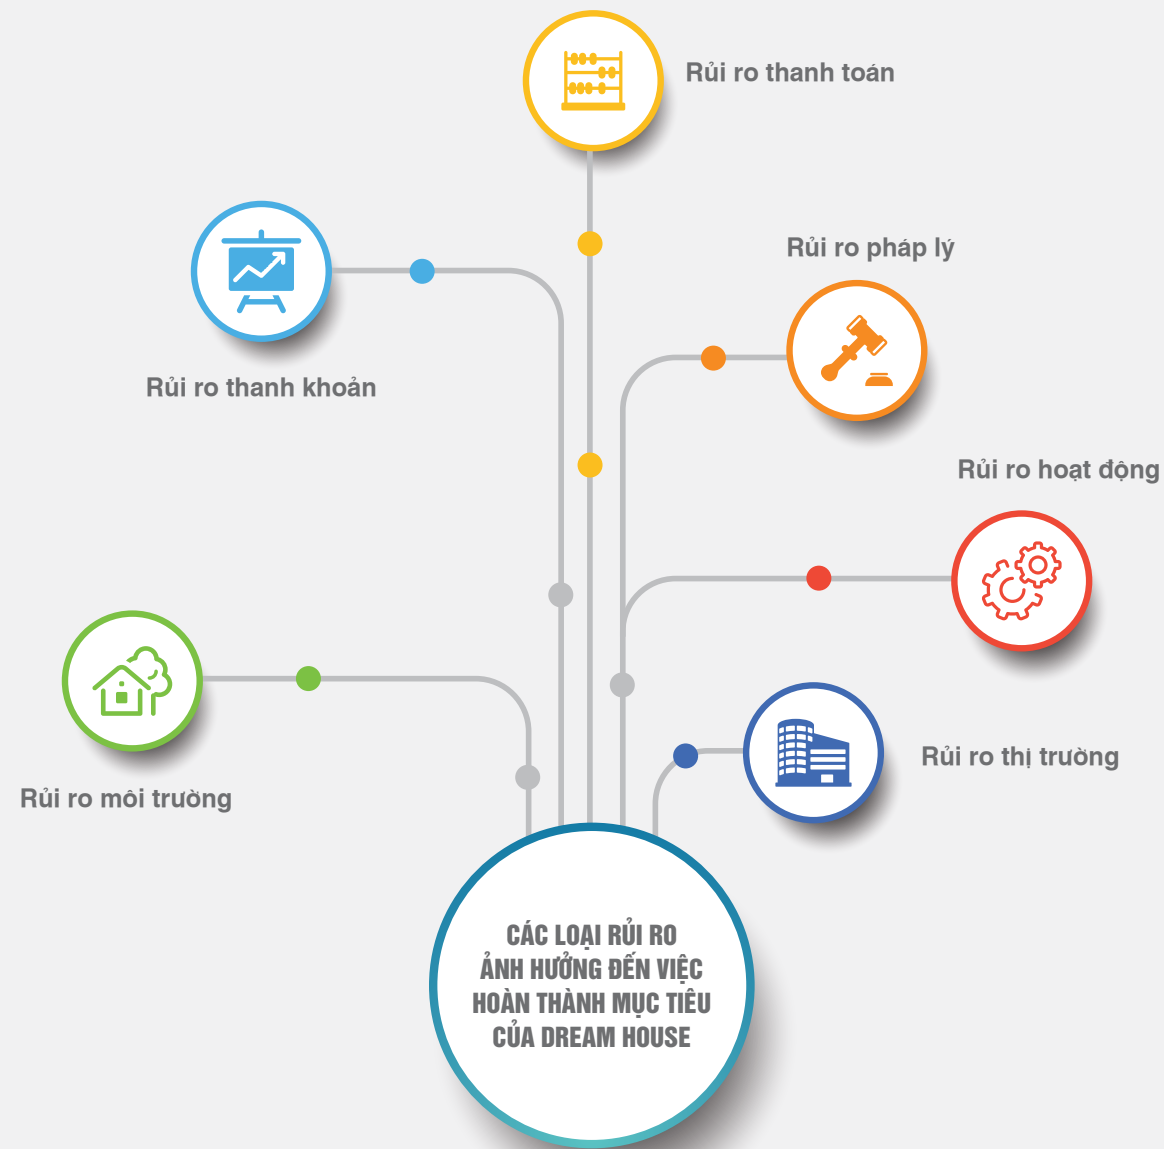 Rủi ro thanh toán
Rủi ro pháp lý
Rủi ro thanh khoản
Rủi ro hoạt động
Rủi ro thị trường
Rủi ro môi trường
CÁC LOẠI RỦI RO
ẢNH HƯỞNG ĐẾN VIỆC
HOÀN THÀNH MỤC TIÊU
CỦA DREAM HOUSE